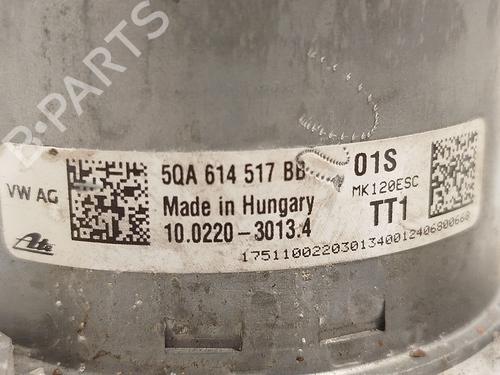 B-PARTS
VW AG
Ate
5QA 614 517 BB
Made in Hungary
10.0220-3013.4
01S
MK120ESC
TT1
17511002203013400124068006​68